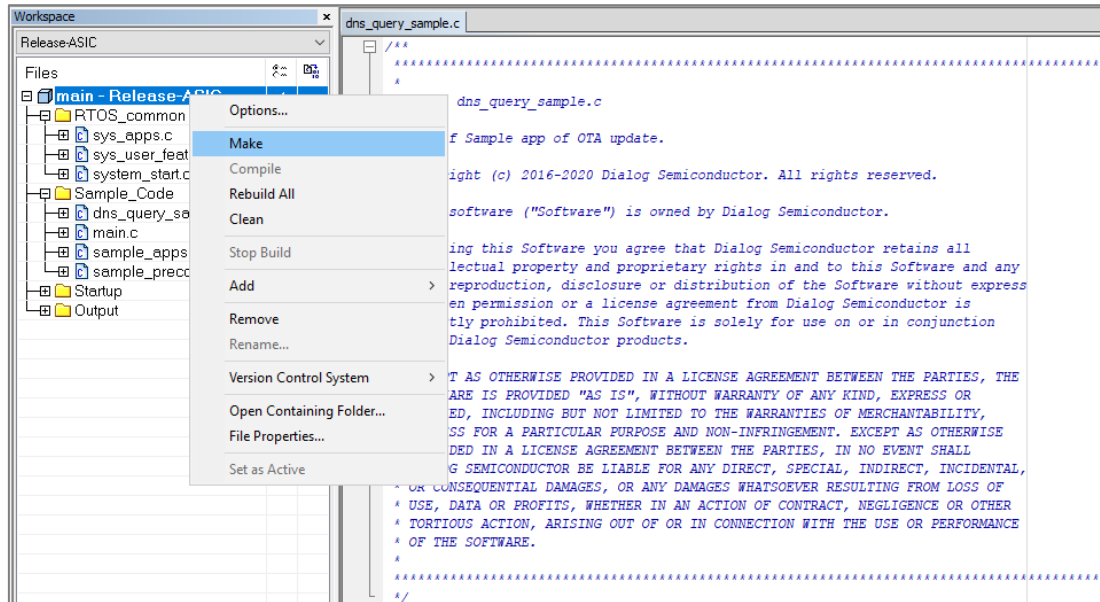 Workspace
Release-ASIC
Files
main - Release-ASIC
RTOS_common
sys_apps.c
sys_user_feat
system_start.c
Sample_Code
dns_query_sa
main.c
sample_apps
sample_preco
Startup
Output
Options...
Make
Compile
Rebuild All
Clean
Stop Build
Add
Remove
Rename...
Version Control System
Open Containing Folder...
File Properties...
Set as Active
dns_query_sample.c
/**
****************************************************************************************
*
dns_query_sample.c
f Sample app of OTA update.
ight (c) 2016-2020 Dialog Semiconductor. All rights reserved.
software ("Software") is owned by Dialog Semiconductor.
ing this Software you agree that Dialog Semiconductor retains all
lectual property and proprietary rights in and to this Software and any
reproduction, disclosure or distribution of the Software without express
en permission or a license agreement from Dialog Semiconductor is
tly prohibited. This Software is solely for use on or in conjunction
Dialog Semiconductor products.
T AS OTHERWISE PROVIDED IN A LICENSE AGREEMENT BETWEEN THE PARTIES, THE
ARE IS PROVIDED "AS IS", WITHOUT WARRANTY OF ANY KIND, EXPRESS OR
ED, INCLUDING BUT NOT LIMITED TO THE WARRANTIES OF MERCHANTABILITY,
SS FOR A PARTICULAR PURPOSE AND NON-INFRINGEMENT. EXCEPT AS OTHERWISE
DED IN A LICENSE AGREEMENT BETWEEN THE PARTIES, IN NO EVENT SHALL
G SEMICONDUCTOR BE LIABLE FOR ANY DIRECT, SPECIAL, INDIRECT, INCIDENTAL,
* OR CONSEQUENTIAL DAMAGES, OR ANY DAMAGES WHATSOEVER RESULTING FROM LOSS OF
* USE, DATA OR PROFITS, WHETHER IN AN ACTION OF CONTRACT, NEGLIGENCE OR OTHER
* TORTIOUS ACTION, ARISING OUT OF OR IN CONNECTION WITH THE USE OR PERFORMANCE
* OF THE SOFTWARE.
*
****************************************************************************************
*/